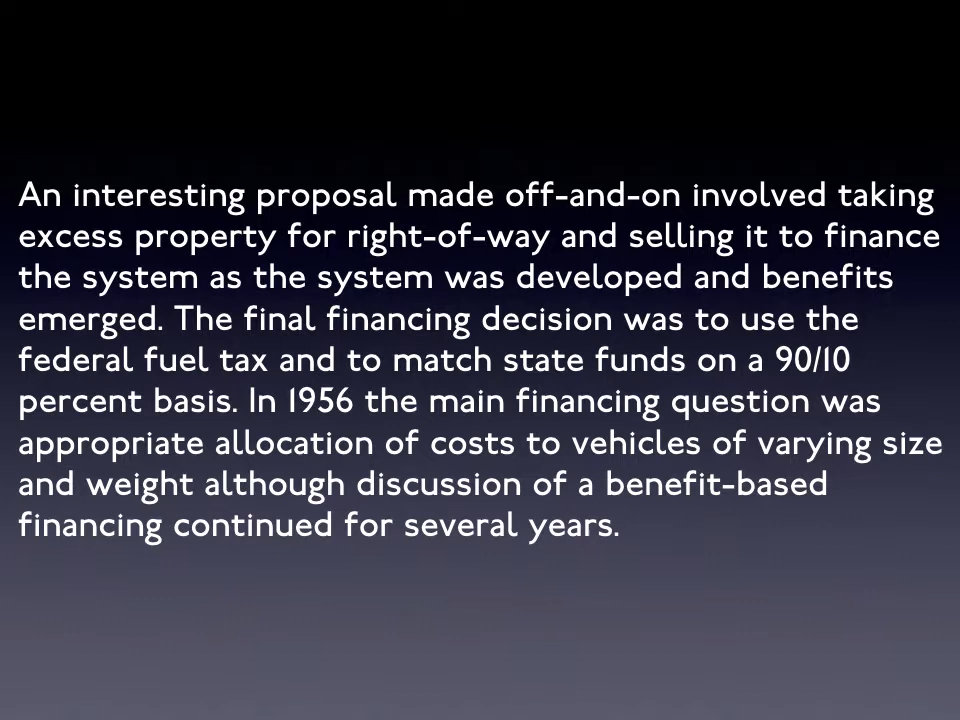 An interesting proposal made off-and-on involved taking
excess property for right-of-way and selling it to finance
the system as the system was developed and benefits
emerged. The final financing decision was to use the
federal fuel tax and to match state funds on a 90/10
percent basis. In 1956 the main financing question was
appropriate allocation of costs to vehicles of varying size
and weight although discussion of a benefit-based
financing continued for several years.